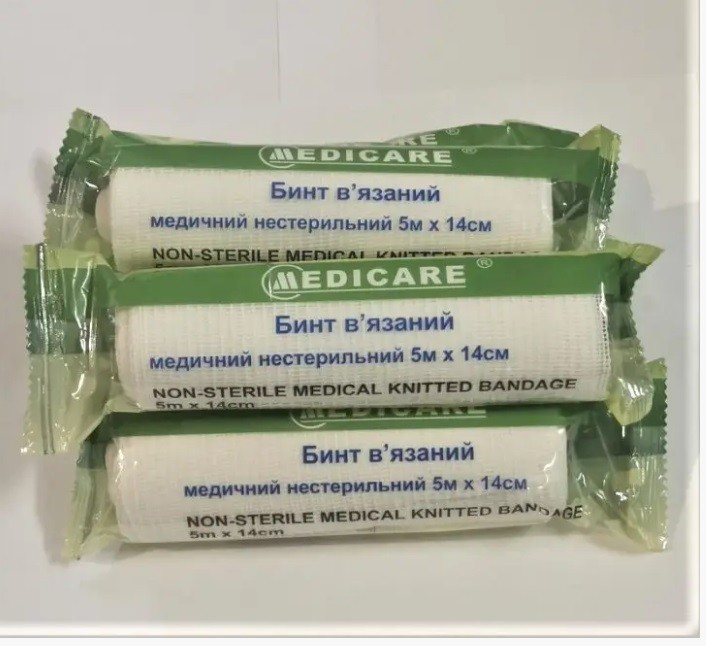 RE ®
MEDICARE ®
Бинт в'язаний
медичний нестерильний 5м х 14см
NON-STERILE MEDICAL KNITTED
MEDICARE ®
Бинт в'язаний
медичний нестерильний 5м х 14см
NON-STERILE MEDICAL KNITTED BANDAGE
5m x 14cm
MEDICARE
Бинт в'язаний
медичний нестерильний 5м х 14см
NON-STERILE MEDICAL KNITTED BANDAGE
5m x 14cm